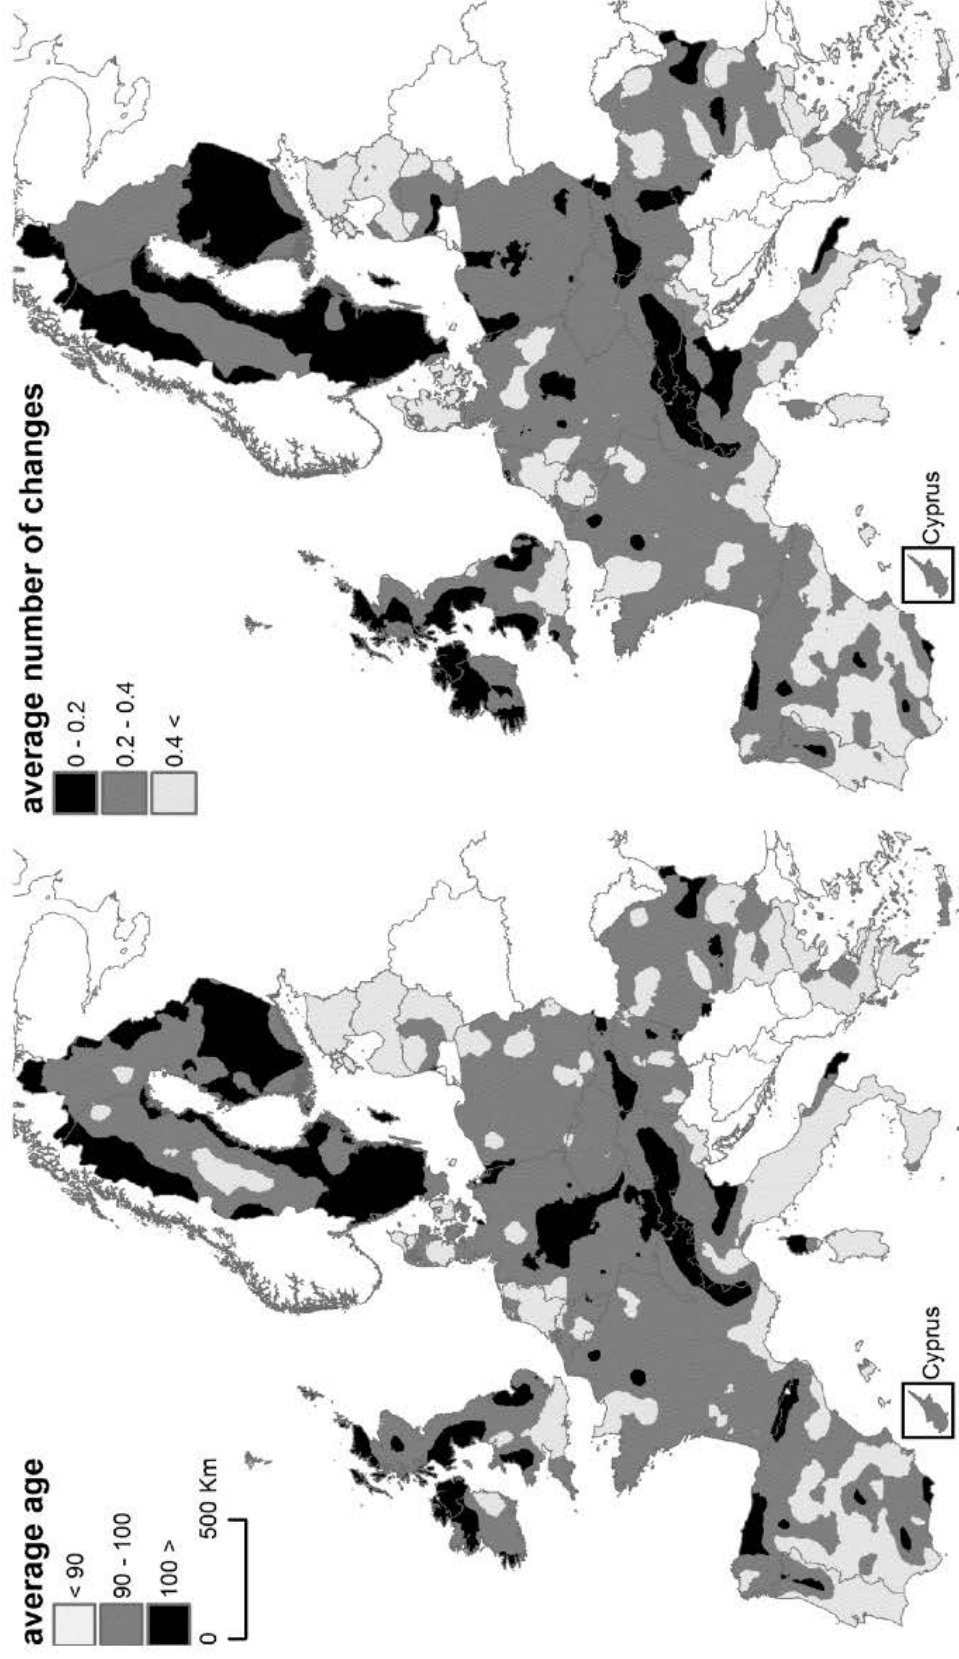 average age
< 90
90 - 100
100 >
0 500 Km
Cyprus
average number of changes
0 - 0.2
0.2 - 0.4
0.4 <
Cyprus